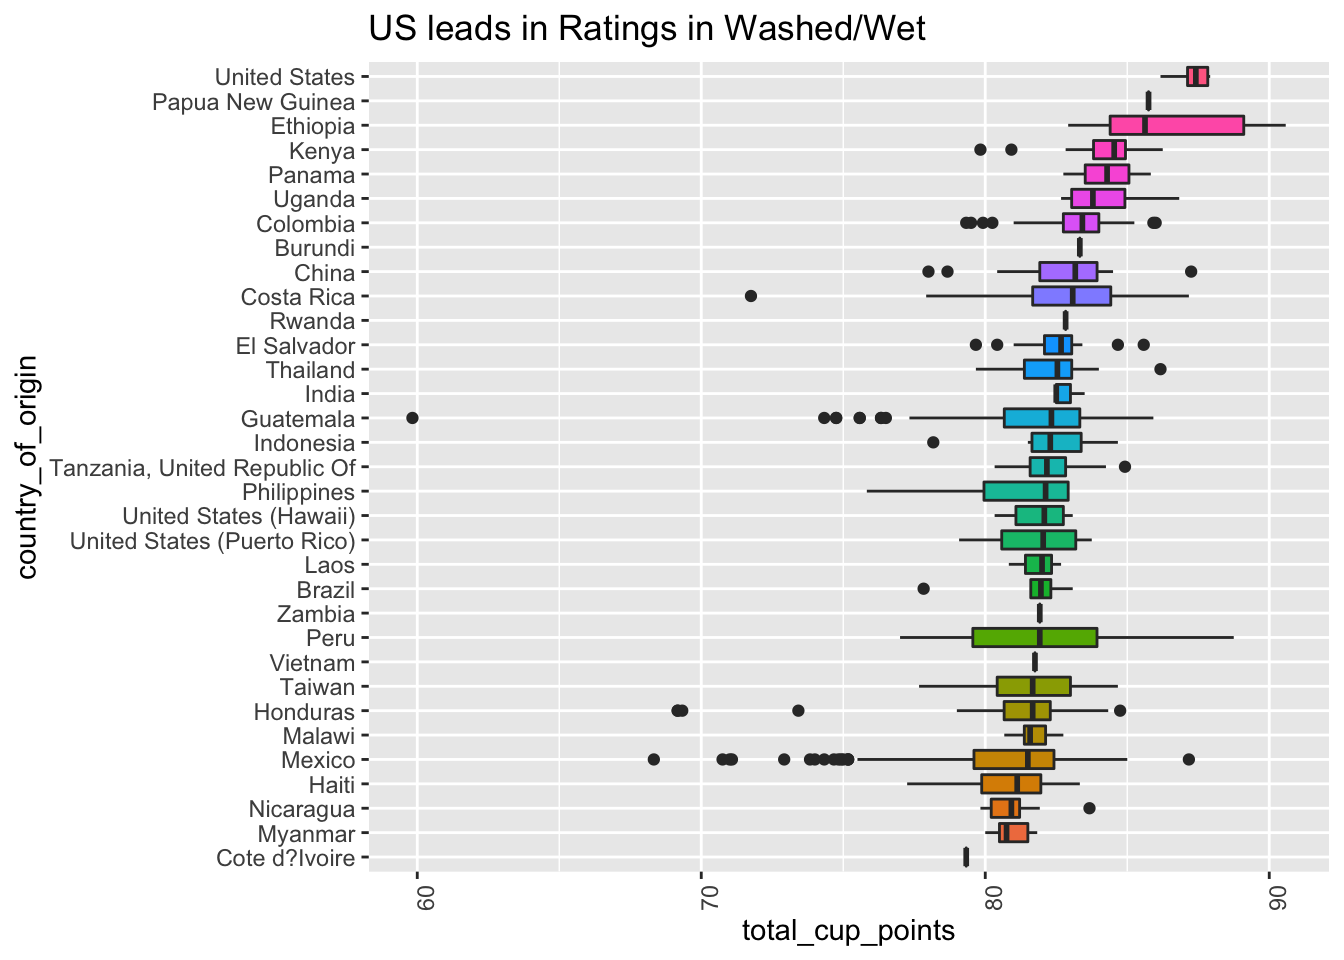 US leads in Ratings in Washed/Wet
country_of_origin
United States
Papua New Guinea
Ethiopia
Kenya
Panama
Uganda
Colombia
Burundi
China
Costa Rica
Rwanda
El Salvador
Thailand
India
Guatemala
Indonesia
Tanzania, United Republic Of
Philippines
United States (Hawaii)
United States (Puerto Rico)
Laos
Brazil
Zambia
Peru
Vietnam
Taiwan
Honduras
Malawi
Mexico
Haiti
Nicaragua
Myanmar
Cote d?Ivoire
60
70
80
90
total_cup_points